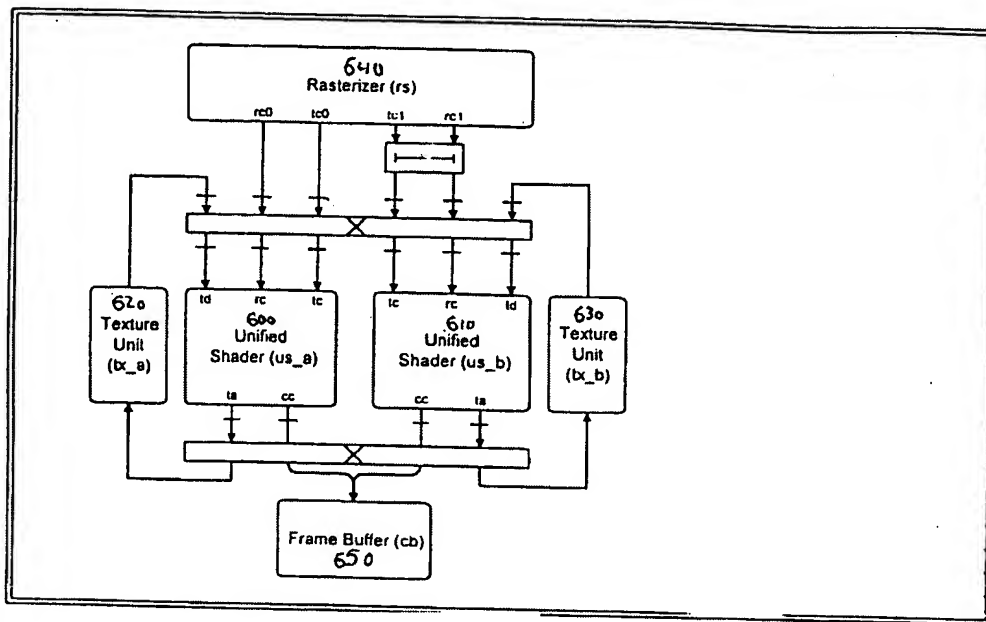 640
Rasterizer (rs)
rc0 tc0 tc1 rc1
td rc tc tc rc td
620
Texture
Unit
(tx_a)
600
Unified
Shader (us_a)
610
Unified
Shader (us_b)
630
Texture
Unit
(tx_b)
ta cc cc ta
Frame Buffer (cb)
650